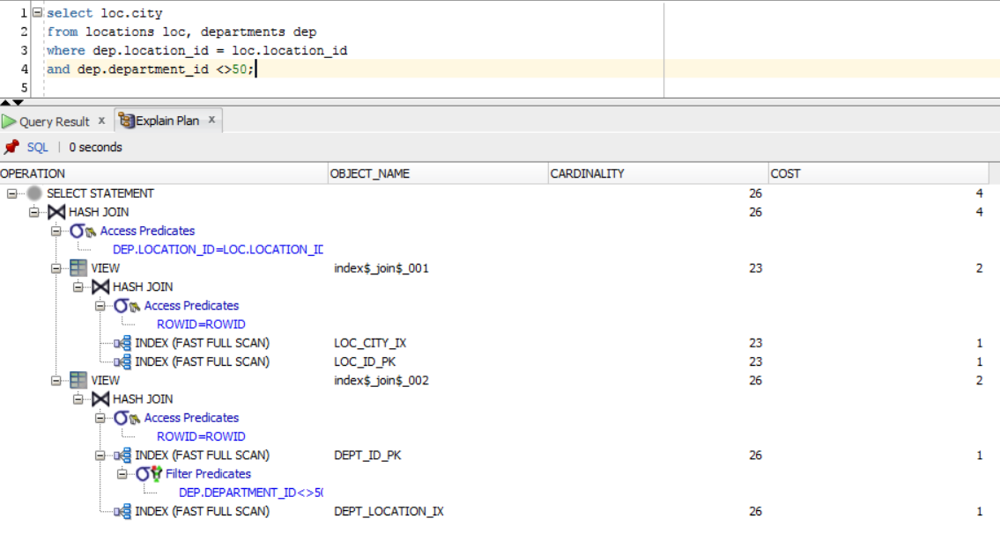 1 select loc.city
2 from locations loc, departments dep
3 where dep.location_id = loc.location_id
4 and dep.department_id <>50;
5
Query Result x Explain Plan x
SQL | 0 seconds
OPERATION OBJECT_NAME CARDINALITY COST
SELECT STATEMENT 26 4
HASH JOIN 26 4
Access Predicates
DEP.LOCATION_ID=LOC.LOCATION_ID
VIEW index$_join$_001 23 2
HASH JOIN
Access Predicates
ROWID=ROWID
INDEX (FAST FULL SCAN) LOC_CITY_IX 23 1
INDEX (FAST FULL SCAN) LOC_ID_PK 23 1
VIEW index$_join$_002 26 2
HASH JOIN
Access Predicates
ROWID=ROWID
INDEX (FAST FULL SCAN) DEPT_ID_PK 26 1
Filter Predicates
DEP.DEPARTMENT_ID<>50
INDEX (FAST FULL SCAN) DEPT_LOCATION_IX 26 1